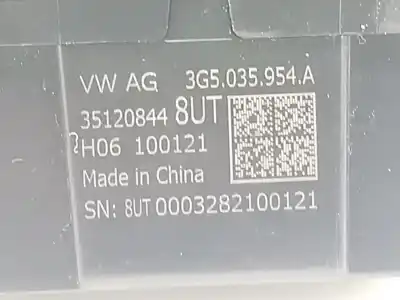 VW AG 3G5.035.954.A
35120844 8UT
H06 100121
Made in China
SN: 8UT 0003282100121